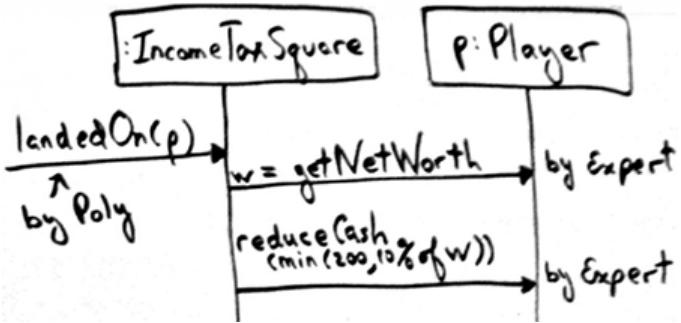 :IncomeTaxSquare
p:Player
landedOn(p)
by Poly
w = getNetWorth
by Expert
reduceCash
(min(200,10% of w))
by Expert